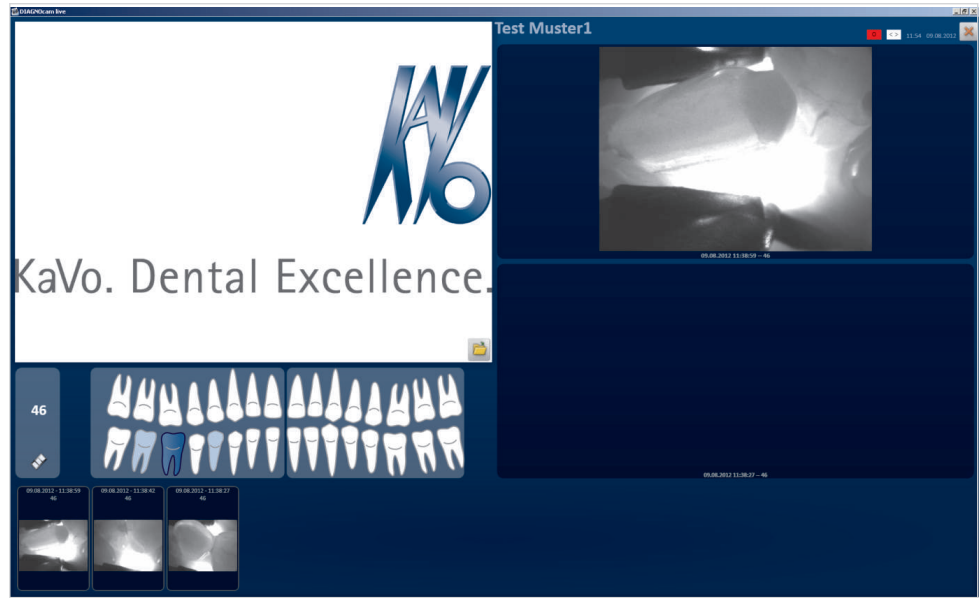 DIAGNOcam live
Test Muster1
11:54 09.08.2012
KAVO
KaVo. Dental Excellence.
09.08.2012 11:38:59 -- 46
46
09.08.2012 11:38:27 -- 46
09.08.2012 - 11:38:59
46
09.08.2012 - 11:38:42
46
09.08.2012 - 11:38:27
46